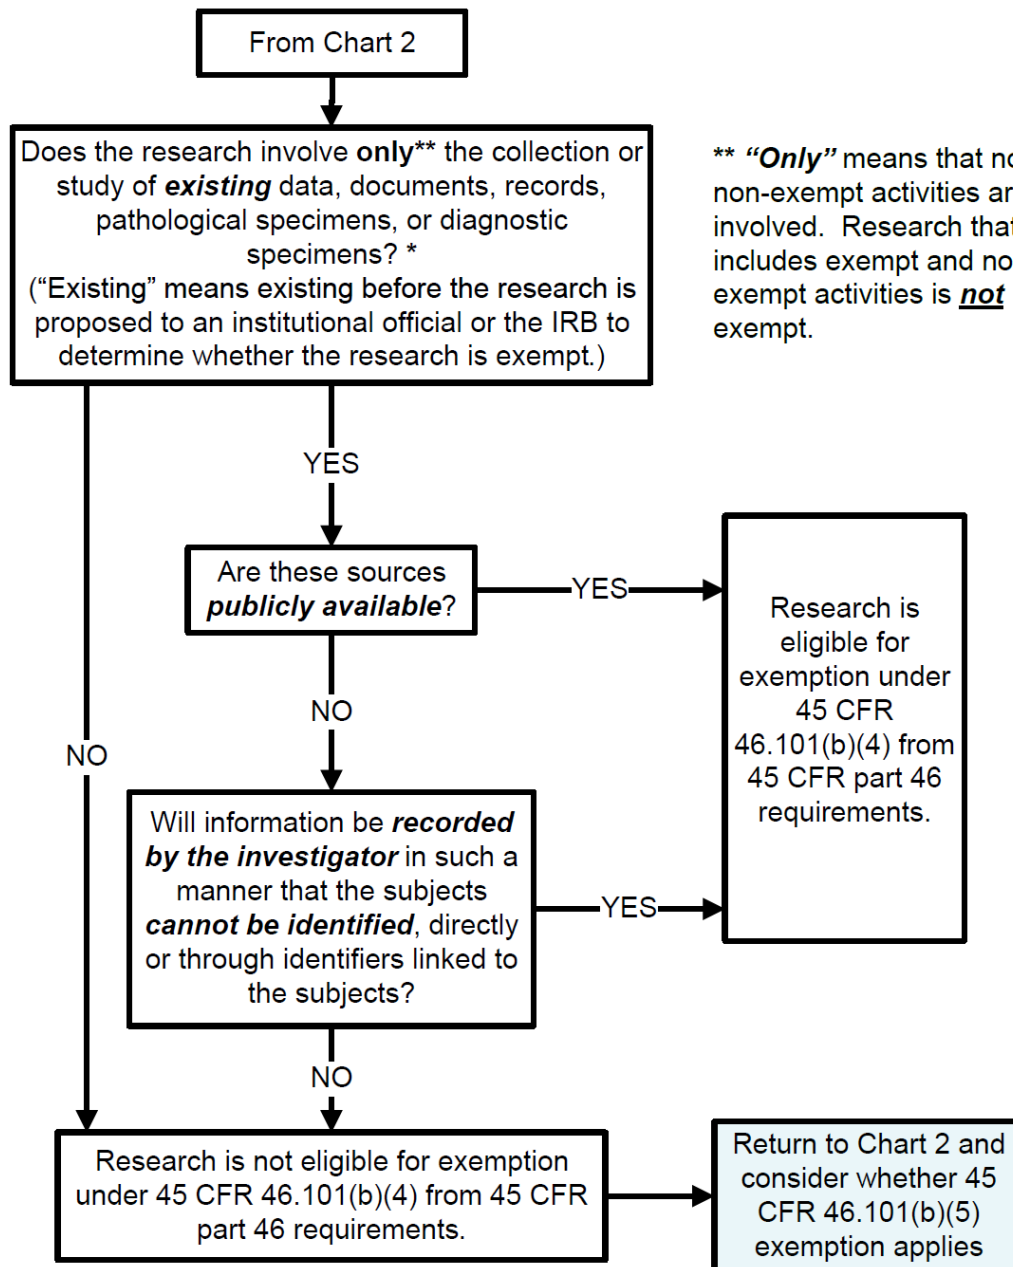 From Chart 2
Does the research involve only** the collection or
study of existing data, documents, records,
pathological specimens, or diagnostic
specimens? *
(“Existing” means existing before the research is
proposed to an institutional official or the IRB to
determine whether the research is exempt.)
** “Only” means that no
non-exempt activities ar
involved. Research that
includes exempt and no
exempt activities is not
exempt.
YES
Are these sources
publicly available?
YES
Research is
eligible for
exemption under
45 CFR
46.101(b)(4) from
45 CFR part 46
requirements.
NO
NO
Will information be recorded
by the investigator in such a
manner that the subjects
cannot be identified, directly
or through identifiers linked to
the subjects?
YES
NO
Research is not eligible for exemption
under 45 CFR 46.101(b)(4) from 45 CFR
part 46 requirements.
Return to Chart 2 and
consider whether 45
CFR 46.101(b)(5)
exemption applies